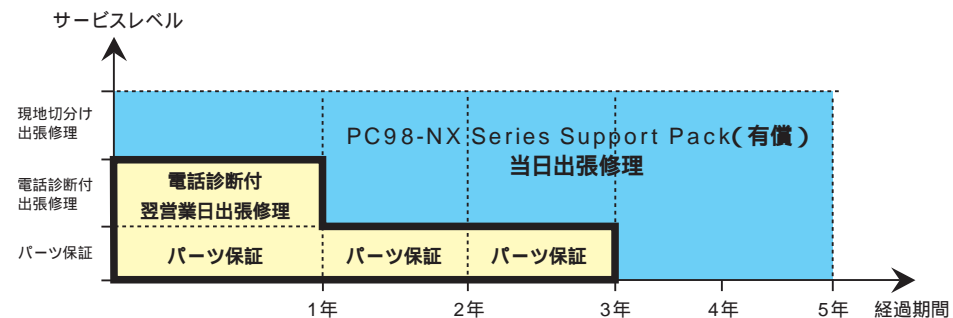 サービスレベル
現地切分け
出張修理
PC98-NX Series Support Pack(有償)
当日出張修理
電話診断付
出張修理
電話診断付
翌営業日出張修理
パーツ保証
パーツ保証
パーツ保証
パーツ保証
1年
2年
3年
4年
5年
経過期間